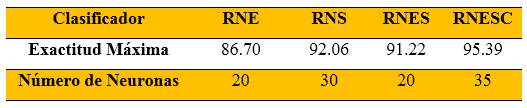 Clasificador RNE RNS RNES RNESC
Exactitud Máxima 86.70 92.06 91.22 95.39
Número de Neuronas 20 30 20 35